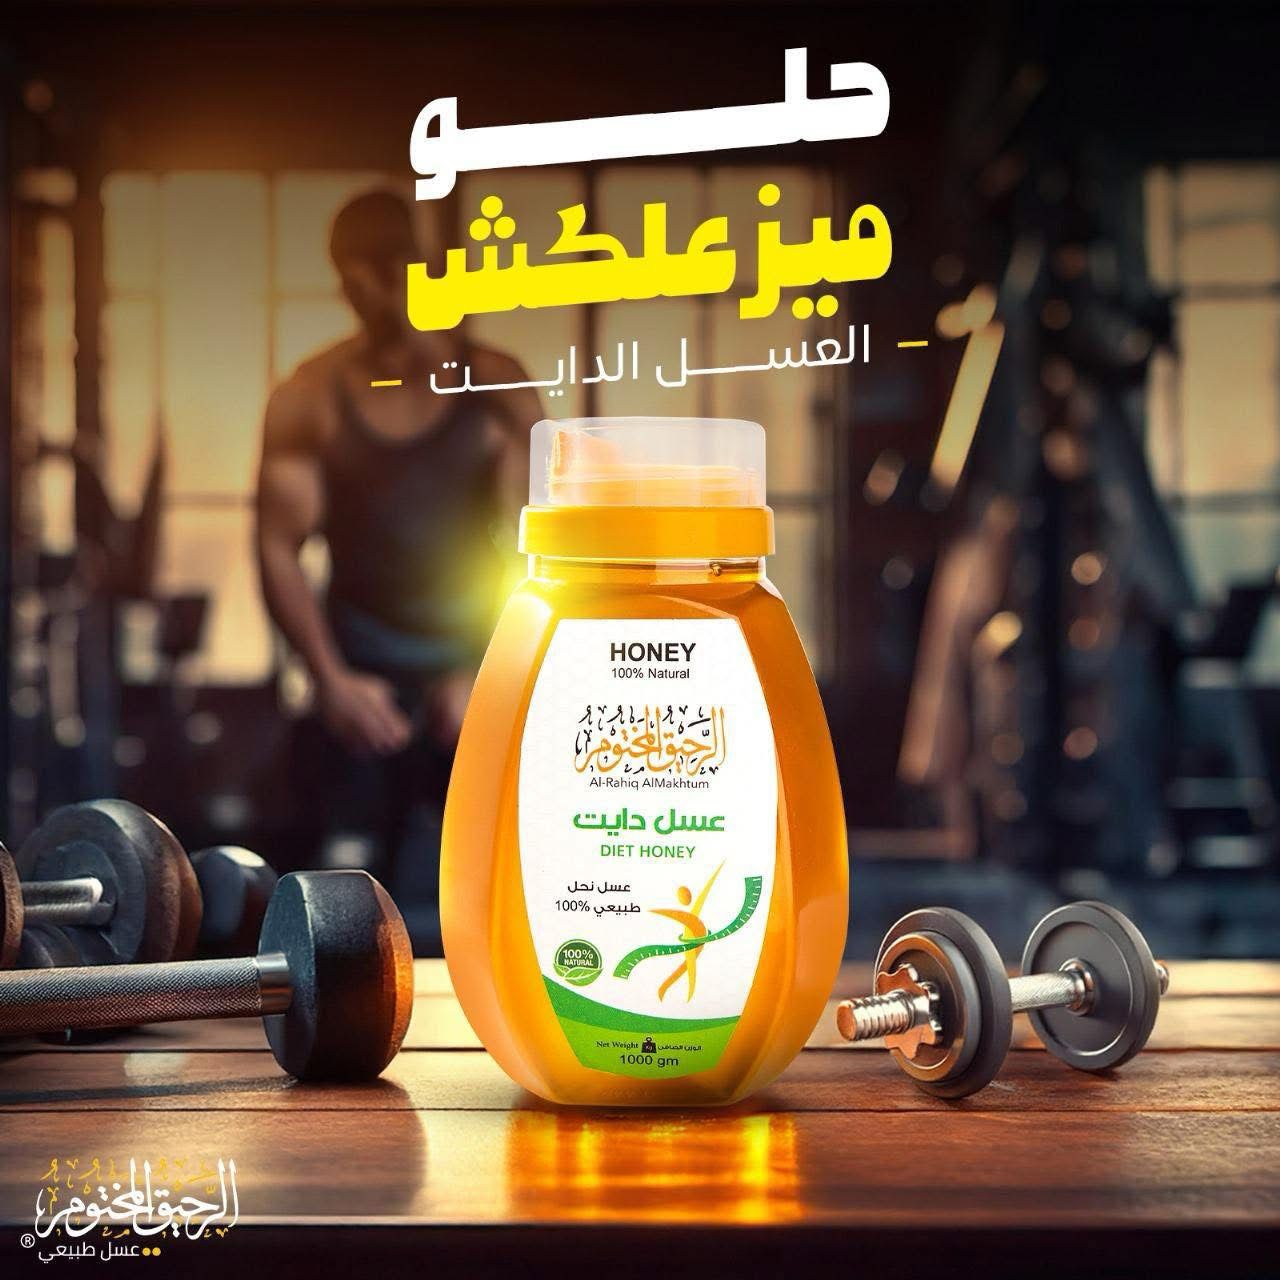 حلو
ميزعلكش
- العسل الدايت -
HONEY
100% Natural
الرحيق المختوم
Al-Rahiq AlMakhtum
عسل دايت
DIET HONEY
عسل نحل
طبيعي 100%
100%
NATURAL
Net Weight Kg الوزن الصافي
1000 gm
الرحيق المختوم
عسل طبيعي ®